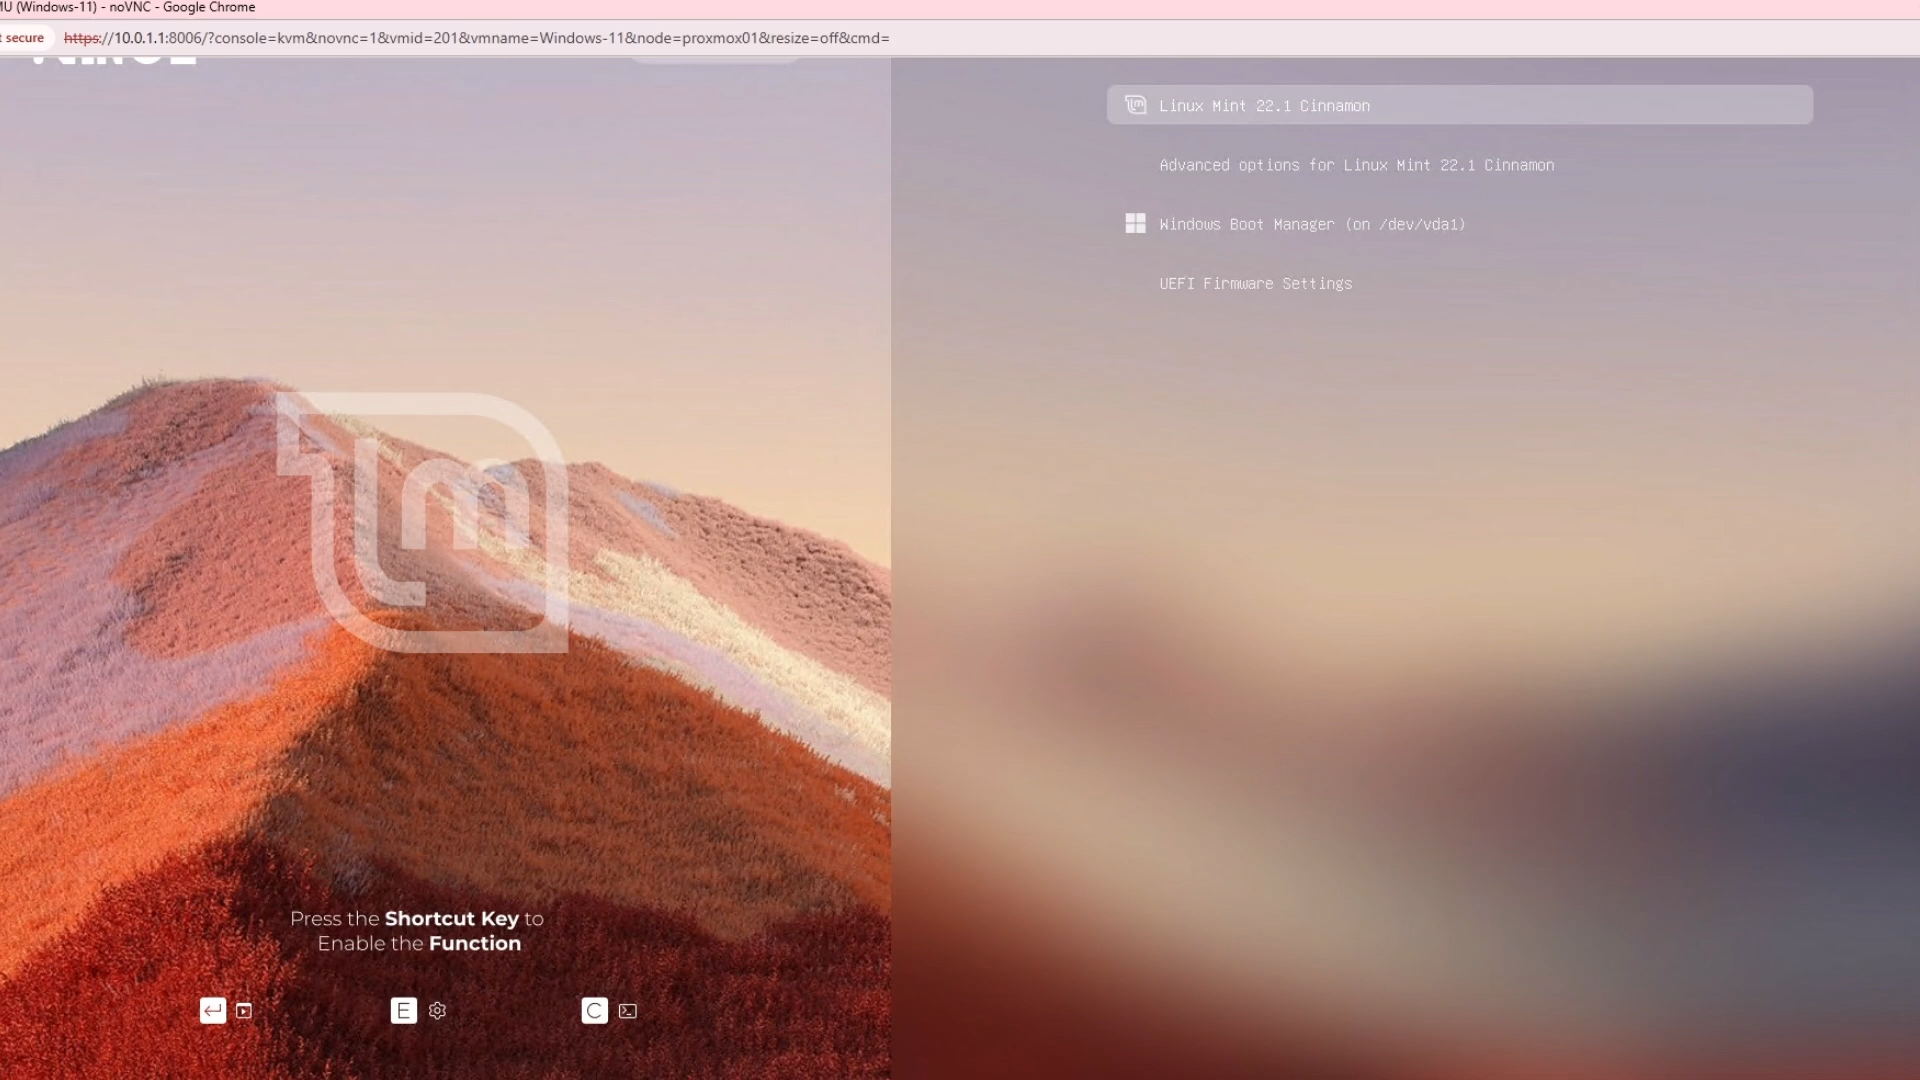 MU (Windows-11) - noVNC - Google Chrome
t secure
https://10.0.1.1:8006/?console=kvm&novnc=1&vmid=201&vmname=Windows-11&node=proxmox01&resize=off&cmd=
Linux Mint 22.1 Cinnamon
Advanced options for Linux Mint 22.1 Cinnamon
Windows Boot Manager (on /dev/vda1)
UEFI Firmware Settings
lm
Press the Shortcut Key to
Enable the Function
E
C